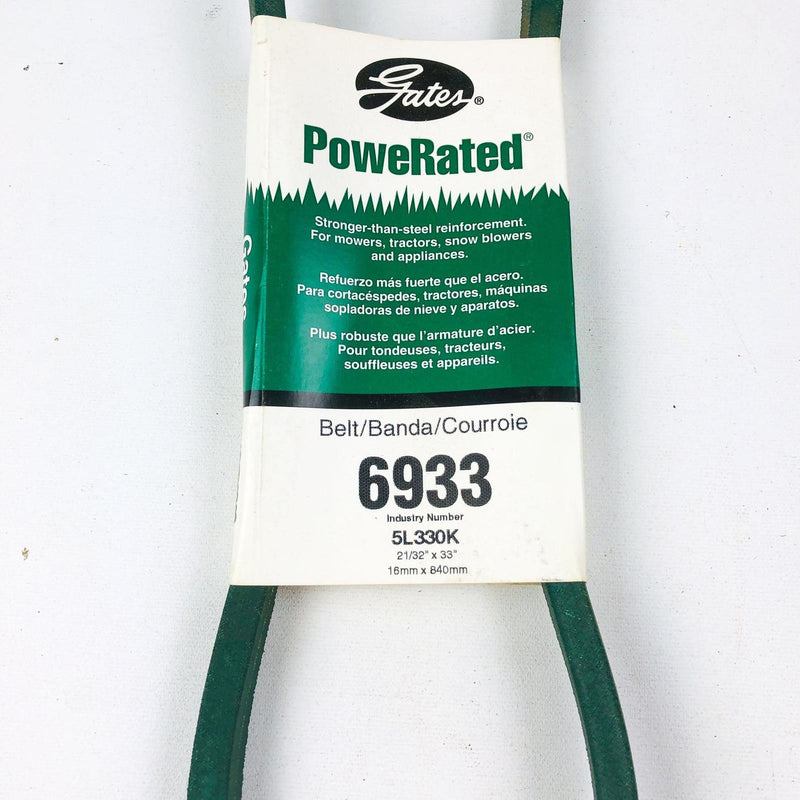 Gates®
PoweRated®
Stronger-than-steel reinforcement.
For mowers, tractors, snow blowers
and appliances.
Refuerzo más fuerte que el acero.
Para cortacéspedes, tractores, máquinas
sopladoras de nieve y aparatos.
Plus robuste que l'armature d'acier.
Pour tondeuses, tracteurs,
souffleuses et appareils.
Gates
Belt/Banda/Courroie
6933
Industry Number
5L330K
21/32" x 33"
16mm x 840mm